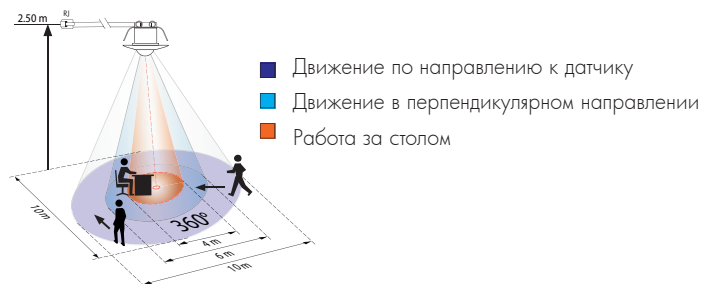 RJ
2.50 m
Движение по направлению к датчику
Движение в перпендикулярном направлении
Работа за столом
10m
360°
4 m
6 m
10m